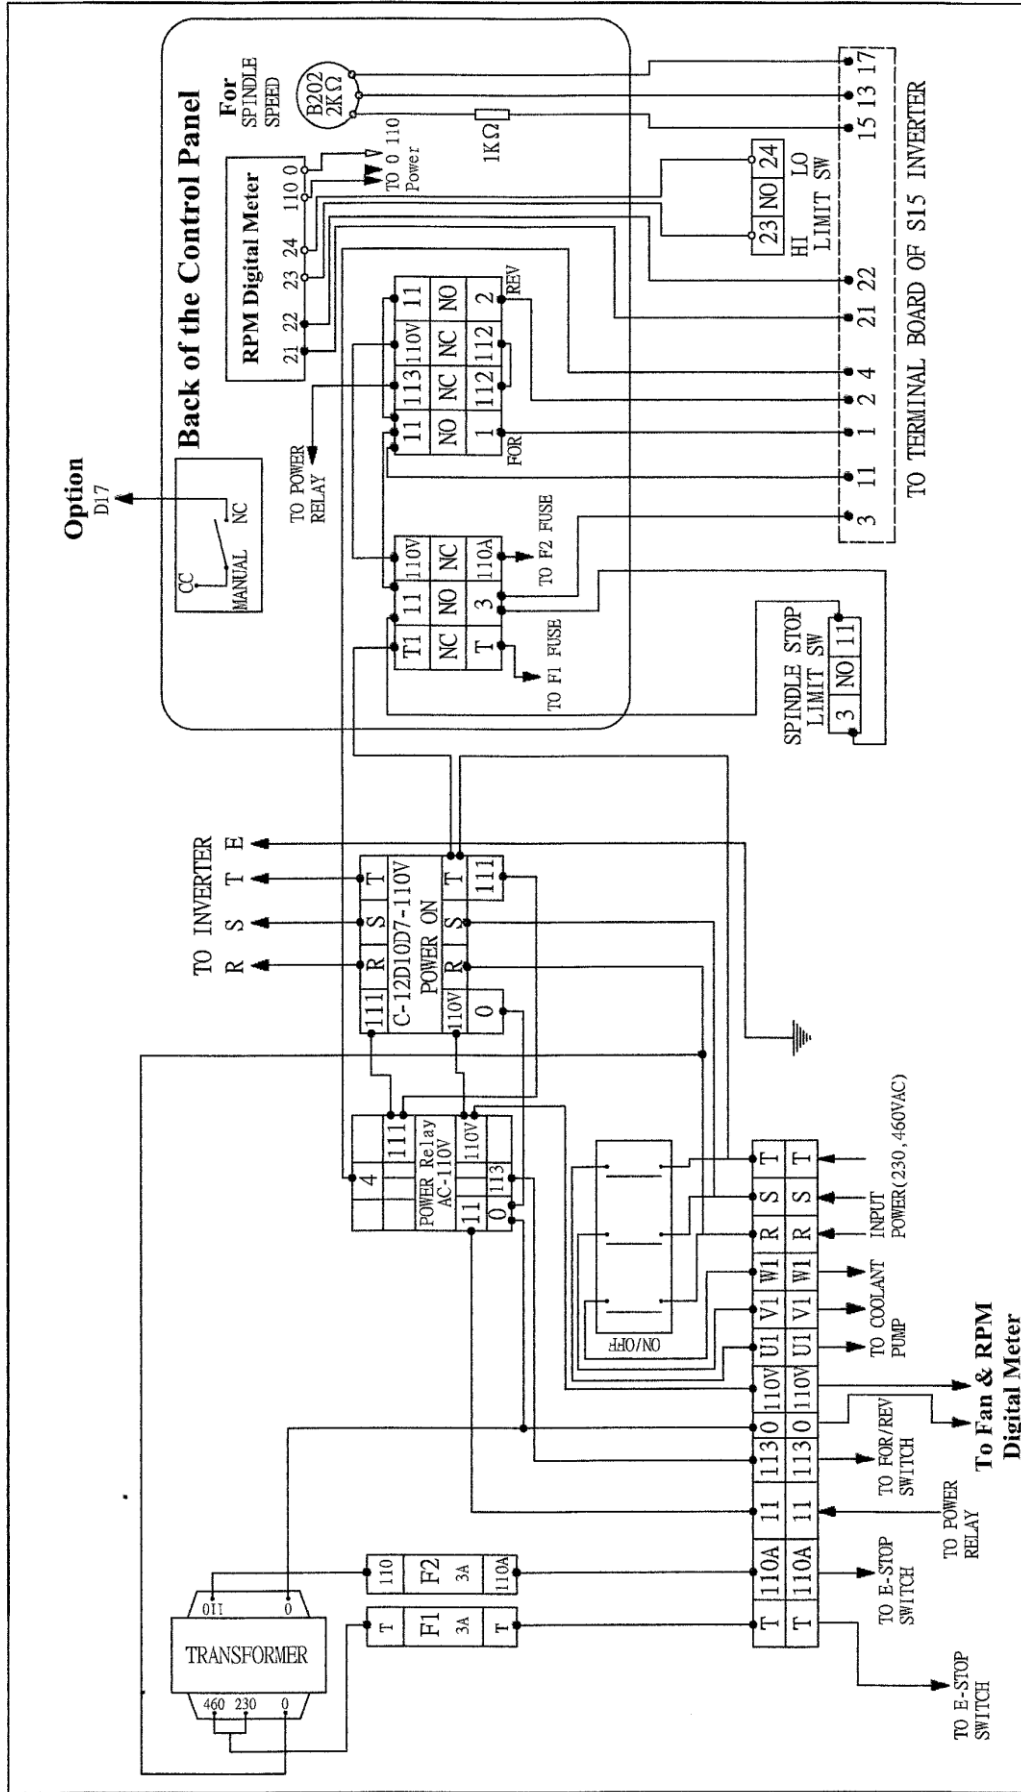 Option
D17
CC
MANUAL NC
Back of the Control Panel
RPM Digital Meter
21 22 23 24 110 0
For
SPINDLE
SPEED
B202
2KΩ
TO 0 110
Power
1KΩ
TO POWER
RELAY
T1 11 110V
NC NO NC
T 3 110A
TO F1 FUSE
TO F2 FUSE
11 113 110V 11
NO NC NC NO
1 112 112 2
FOR
REV
23 NO 24
HI LO
LIMIT SW
SPINDLE STOP
LIMIT SW
3 NO 11
3 11 1 2 4 21 22 15 13 17
TO TERMINAL BOARD OF S15 INVERTER
TO INVERTER
R S T E
111 R S T
C-12D10D7-110V
POWER ON
110V R S T
0 111
4
111
POWER Relay
AC-110V
11 110V
0 113
ON/OFF
TRANSFORMER
110 0
460 230 0
110 F2 3A 110A
T F1 3A T
T 110A 11 113 0 110V U1 V1 W1 R S T
T 110A 11 113 0 110V U1 V1 W1 R S T
TO E-STOP
SWITCH
TO E-STOP
SWITCH
TO POWER
RELAY
TO FOR/REV
SWITCH
To Fan & RPM
Digital Meter
TO COOLANT
PUMP
INPUT
POWER(230,460VAC)